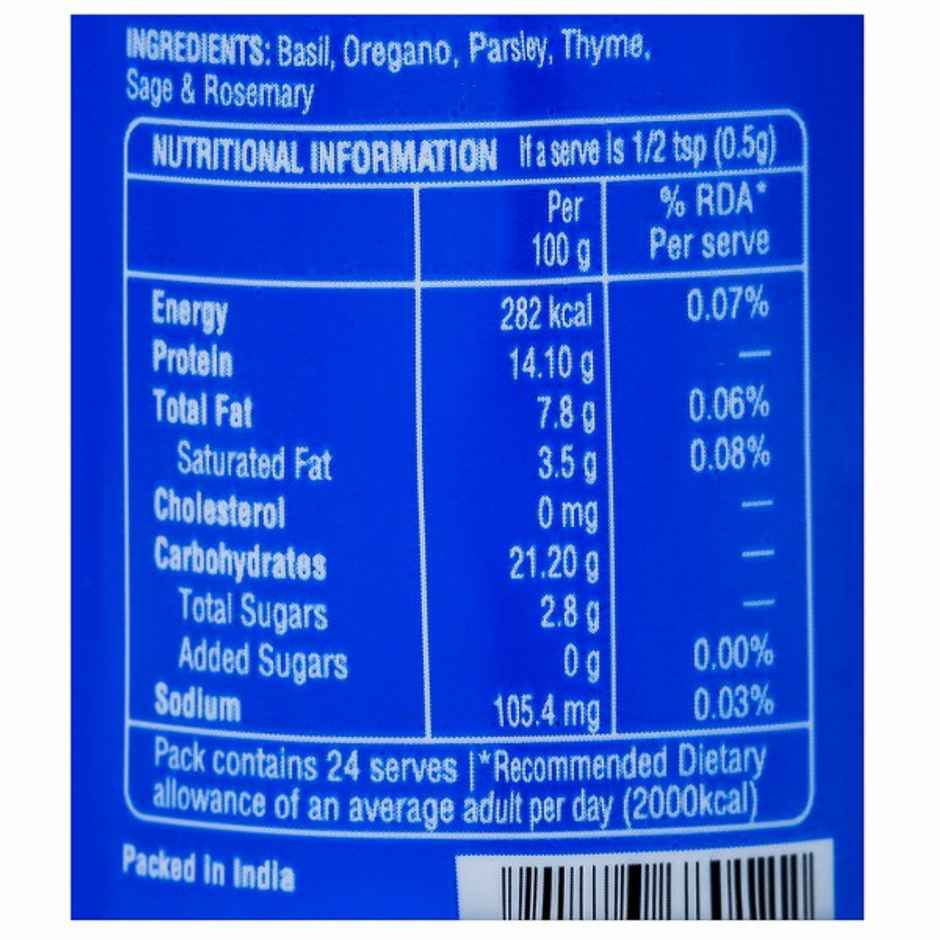 INGREDIENTS: Basil, Oregano, Parsley, Thyme,
Sage & Rosemary
NUTRITIONAL INFORMATION If a serve is 1/2 tsp (0.5g)
Per 100 g % RDA* Per serve
Energy 282 kcal 0.07%
Protein 14.10 g —
Total Fat 7.8 g 0.06%
Saturated Fat 3.5 g 0.08%
Cholesterol 0 mg —
Carbohydrates 21.20 g —
Total Sugars 2.8 g —
Added Sugars 0 g 0.00%
Sodium 105.4 mg 0.03%
Pack contains 24 serves |*Recommended Dietary
allowance of an average adult per day (2000kcal)
Packed in India